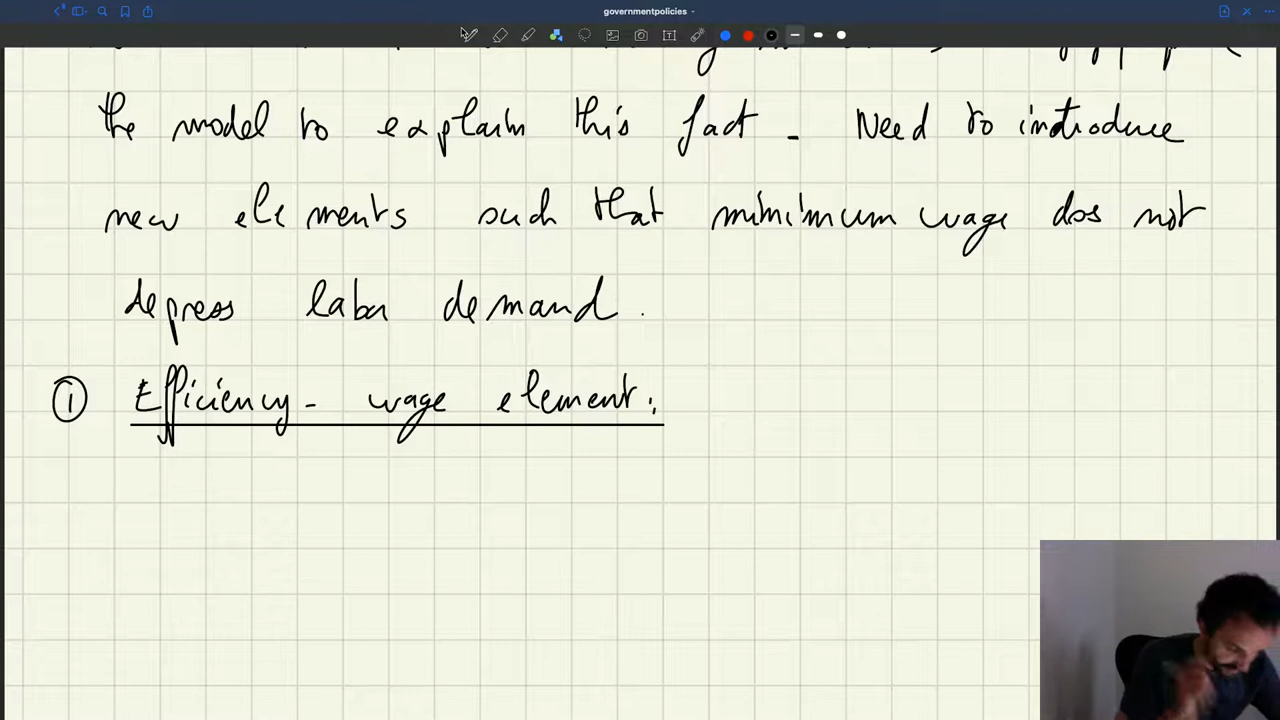 governmentpolicies
the model to explain this fact - Need to introduce
new elements such that minimum wage dos not
depress labor demand.
① Efficiency - wage element: